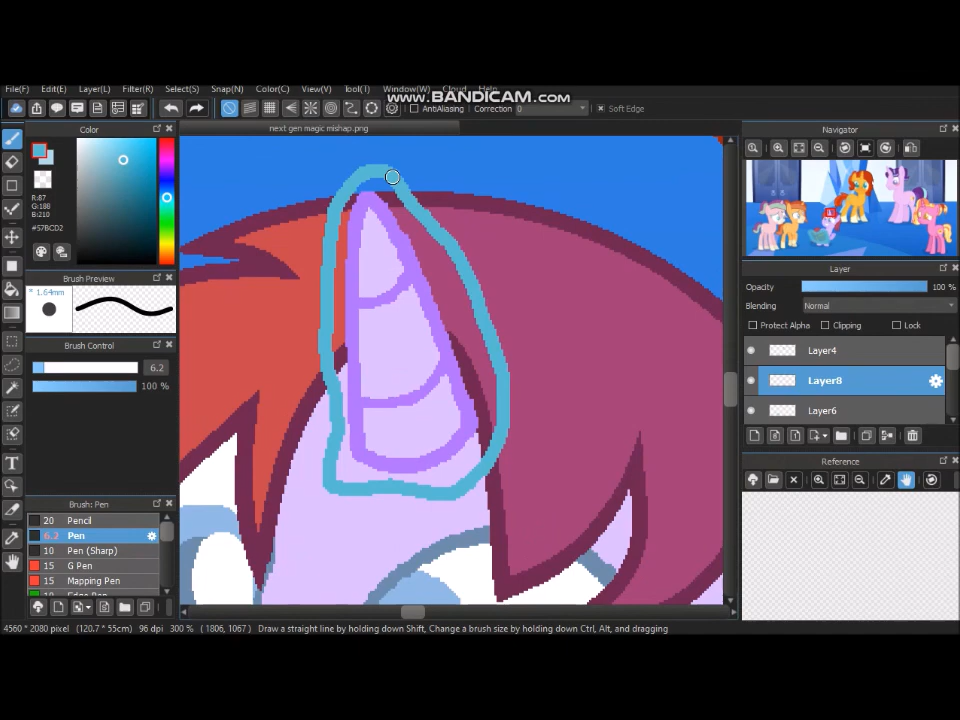 File(F) Edit(E) Layer(L) Filter(R) Select(S) Snap(N) Color(C) View(V) Tool(T) Window(W) Cloud Help
www.BANDICAM.com
AntiAliasing Correction 0 Soft Edge
Color
next gen magic mishap.png
Navigator
R:87
G:188
B:210
#57BCD2
Brush Preview
* 1.64mm
Brush Control
6.2
100 %
Layer
Opacity 100 %
Blending Normal
Protect Alpha Clipping Lock
Layer4
Layer8
Layer6
Reference
Brush: Pen
20 Pencil
6.2 Pen
10 Pen (Sharp)
15 G Pen
15 Mapping Pen
4560 * 2080 pixel (120.7 * 55cm) 96 dpi 300 % ( 1806, 1067 ) Draw a straight line by holding down Shift, Change a brush size by holding down Ctrl, Alt, and dragging